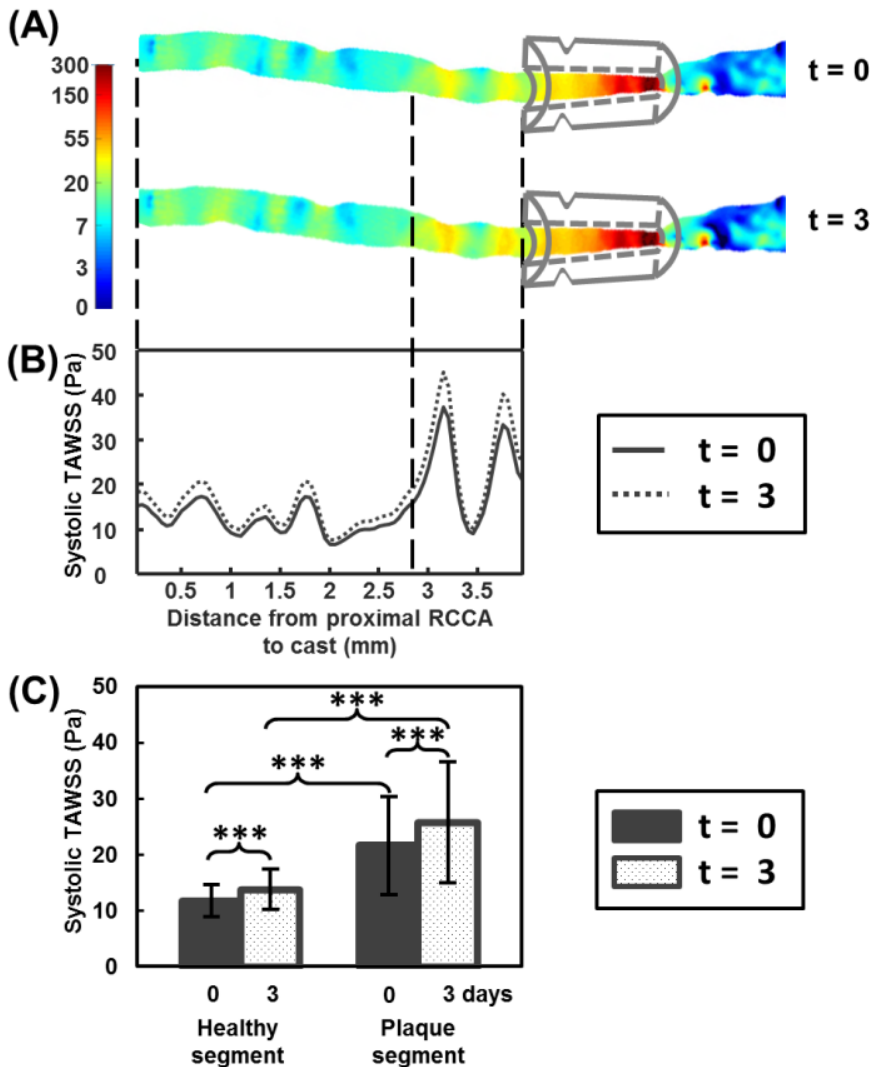 (A)
300
150
55
20
7
3
0
t = 0
t = 3
(B)
Systolic TAWSS (Pa)
50
40
30
20
10
0
0.5 1 1.5 2 2.5 3 3.5
Distance from proximal RCCA
to cast (mm)
t = 0
t = 3
(C)
Systolic TAWSS (Pa)
50
40
30
20
10
0
***
***
***
***
0 3 0 3 days
Healthy Plaque
segment segment
t = 0
t = 3